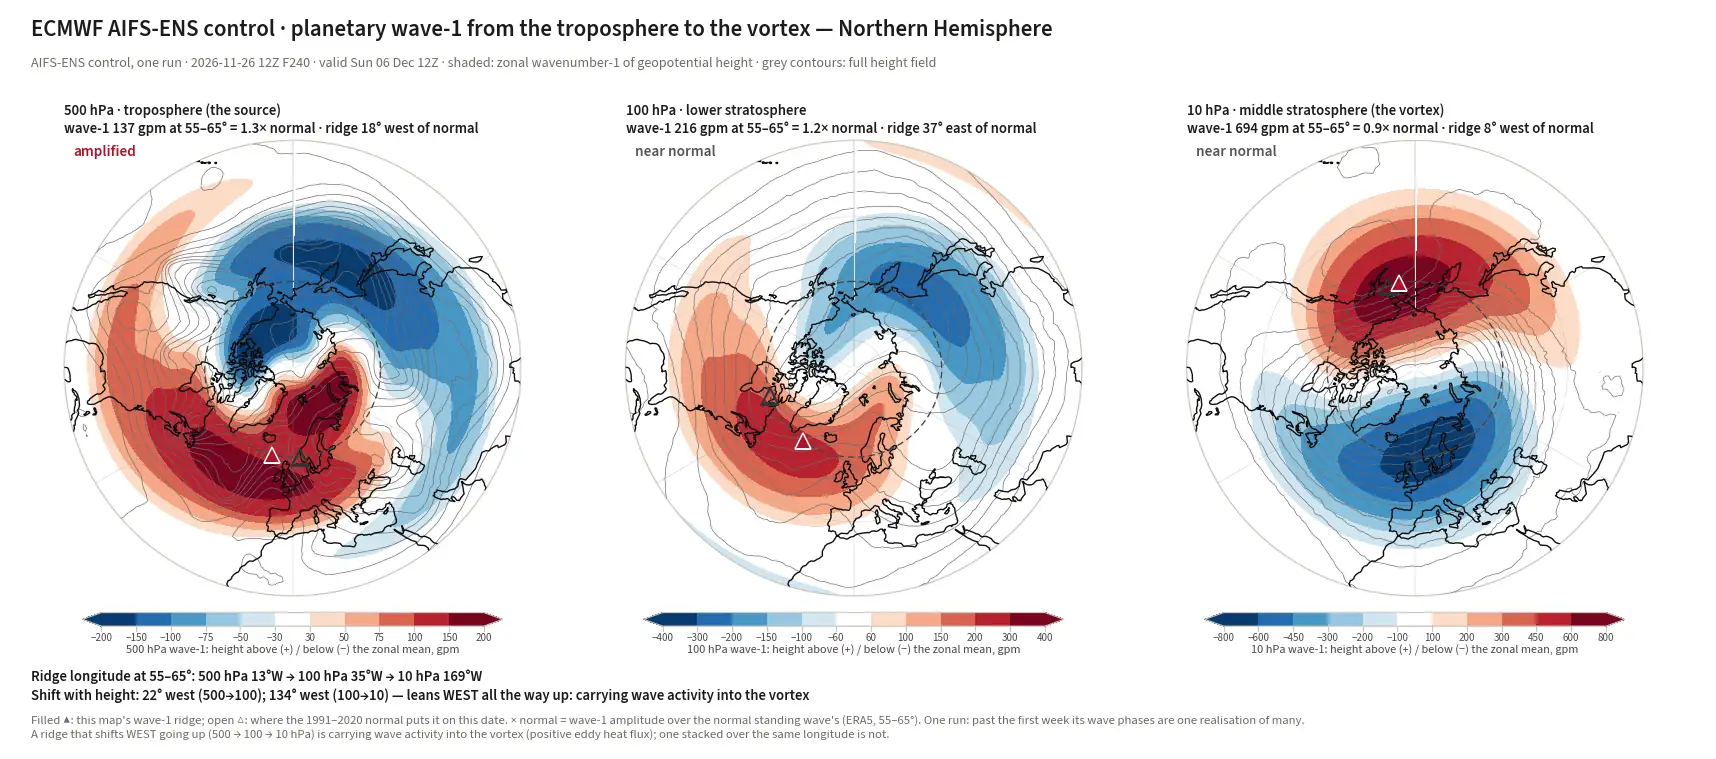 ECMWF AIFS-ENS control · planetary wave-1 from the troposphere to the vortex — Northern Hemisphere
AIFS-ENS control, one run · 2026-11-26 12Z F240 · valid Sun 06 Dec 12Z · shaded: zonal wavenumber-1 of geopotential height · grey contours: full height field
500 hPa · troposphere (the source)
wave-1 137 gpm at 55–65° = 1.3× normal · ridge 18° west of normal
amplified
100 hPa · lower stratosphere
wave-1 216 gpm at 55–65° = 1.2× normal · ridge 37° east of normal
near normal
10 hPa · middle stratosphere (the vortex)
wave-1 694 gpm at 55–65° = 0.9× normal · ridge 8° west of normal
near normal
−200 −150 −100 −75 −50 −30 30 50 75 100 150 200
500 hPa wave-1: height above (+) / below (−) the zonal mean, gpm
−400 −300 −200 −150 −100 −60 60 100 150 200 300 400
100 hPa wave-1: height above (+) / below (−) the zonal mean, gpm
−800 −600 −450 −300 −200 −100 100 200 300 450 600 800
10 hPa wave-1: height above (+) / below (−) the zonal mean, gpm
Ridge longitude at 55–65°: 500 hPa 13°W → 100 hPa 35°W → 10 hPa 169°W
Shift with height: 22° west (500→100); 134° west (100→10) — leans WEST all the way up: carrying wave activity into the vortex
Filled ▲: this map's wave-1 ridge; open △: where the 1991–2020 normal puts it on this date. × normal = wave-1 amplitude over the normal standing wave's (ERA5, 55–65°). One run: past the first week its wave phases are one realisation of many.
A ridge that shifts WEST going up (500 → 100 → 10 hPa) is carrying wave activity into the vortex (positive eddy heat flux); one stacked over the same longitude is not.